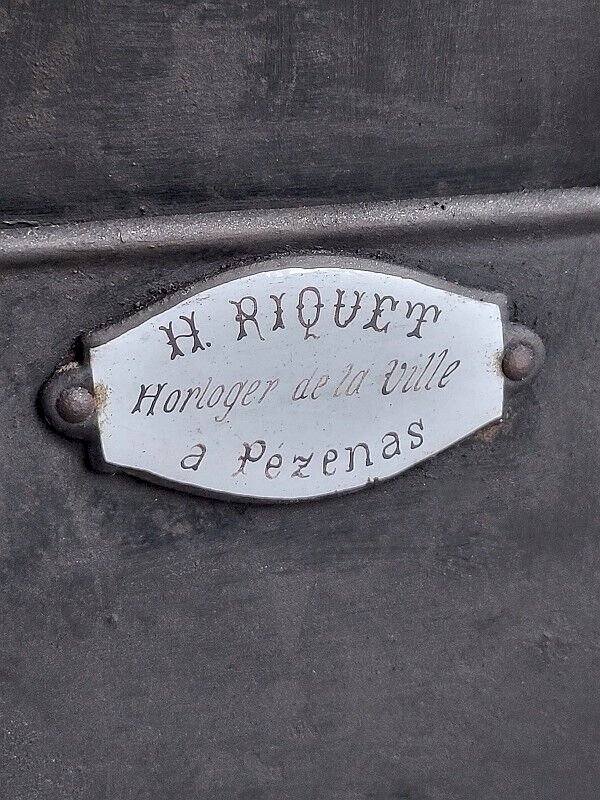 H. RIQUET
Horloger de la Ville
a Pézenas